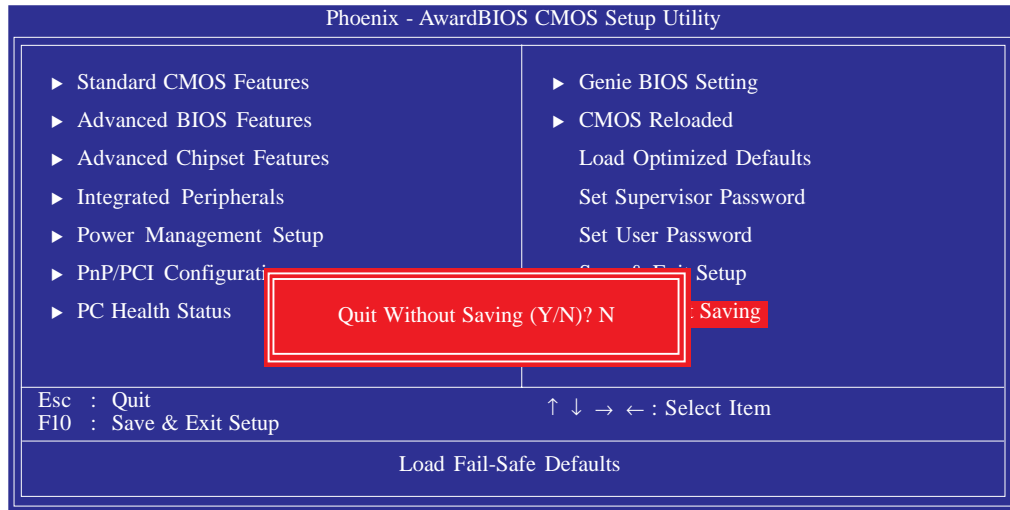 Phoenix - AwardBIOS CMOS Setup Utility
▶ Standard CMOS Features
▶ Advanced BIOS Features
▶ Advanced Chipset Features
▶ Integrated Peripherals
▶ Power Management Setup
▶ PnP/PCI Configurati
▶ PC Health Status
▶ Genie BIOS Setting
▶ CMOS Reloaded
Load Optimized Defaults
Set Supervisor Password
Set User Password
Save & Exit Setup
Saving
Quit Without Saving (Y/N)? N
Esc : Quit
F10 : Save & Exit Setup
↑ ↓ → ← : Select Item
Load Fail-Safe Defaults